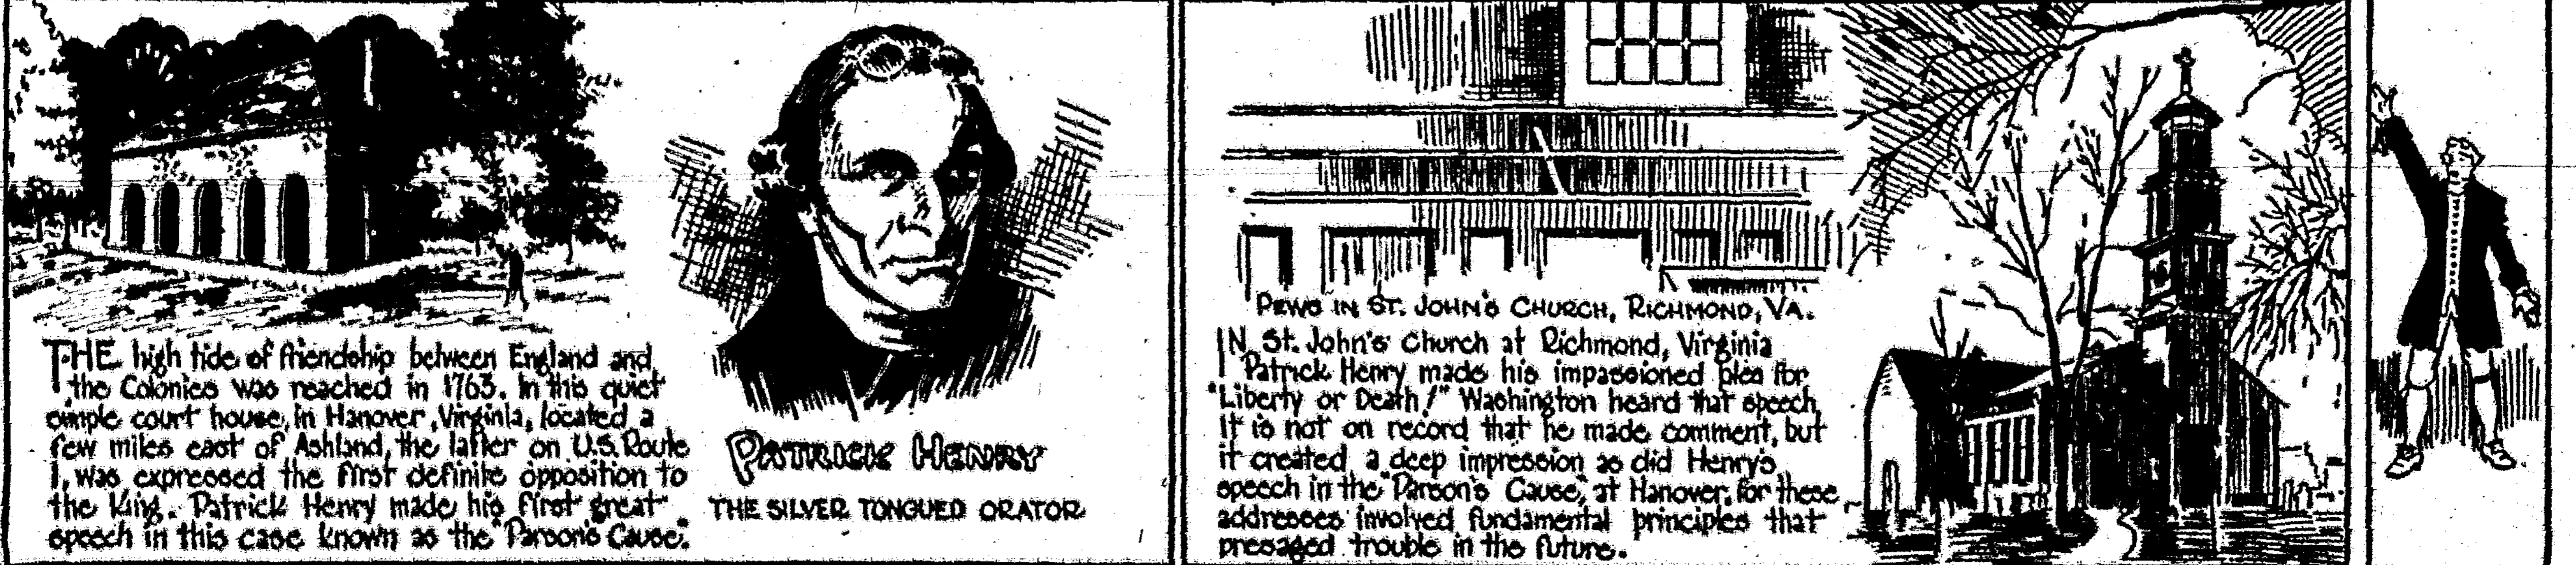 THE high tide of friendship between England and
the Colonies was reached in 1763. In this quiet
simple court house, in Hanover, Virginia, located a
few miles east of Ashland, the latter on U.S. Route
1, was expressed the first definite opposition to
the King. Patrick Henry made his first great
speech in this case known as the "Parson's Cause".
PATRICK HENRY
THE SILVER TONGUED ORATOR
PEWS IN ST. JOHN'S CHURCH, RICHMOND, VA.
IN St. John's Church at Richmond, Virginia
Patrick Henry made his impassioned plea for
"Liberty or Death!" Washington heard that speech,
it is not on record that he made comment, but
it created a deep impression as did Henry's
speech in the "Parson's Cause", at Hanover, for these
addresses involved fundamental principles that
presaged trouble in the future.